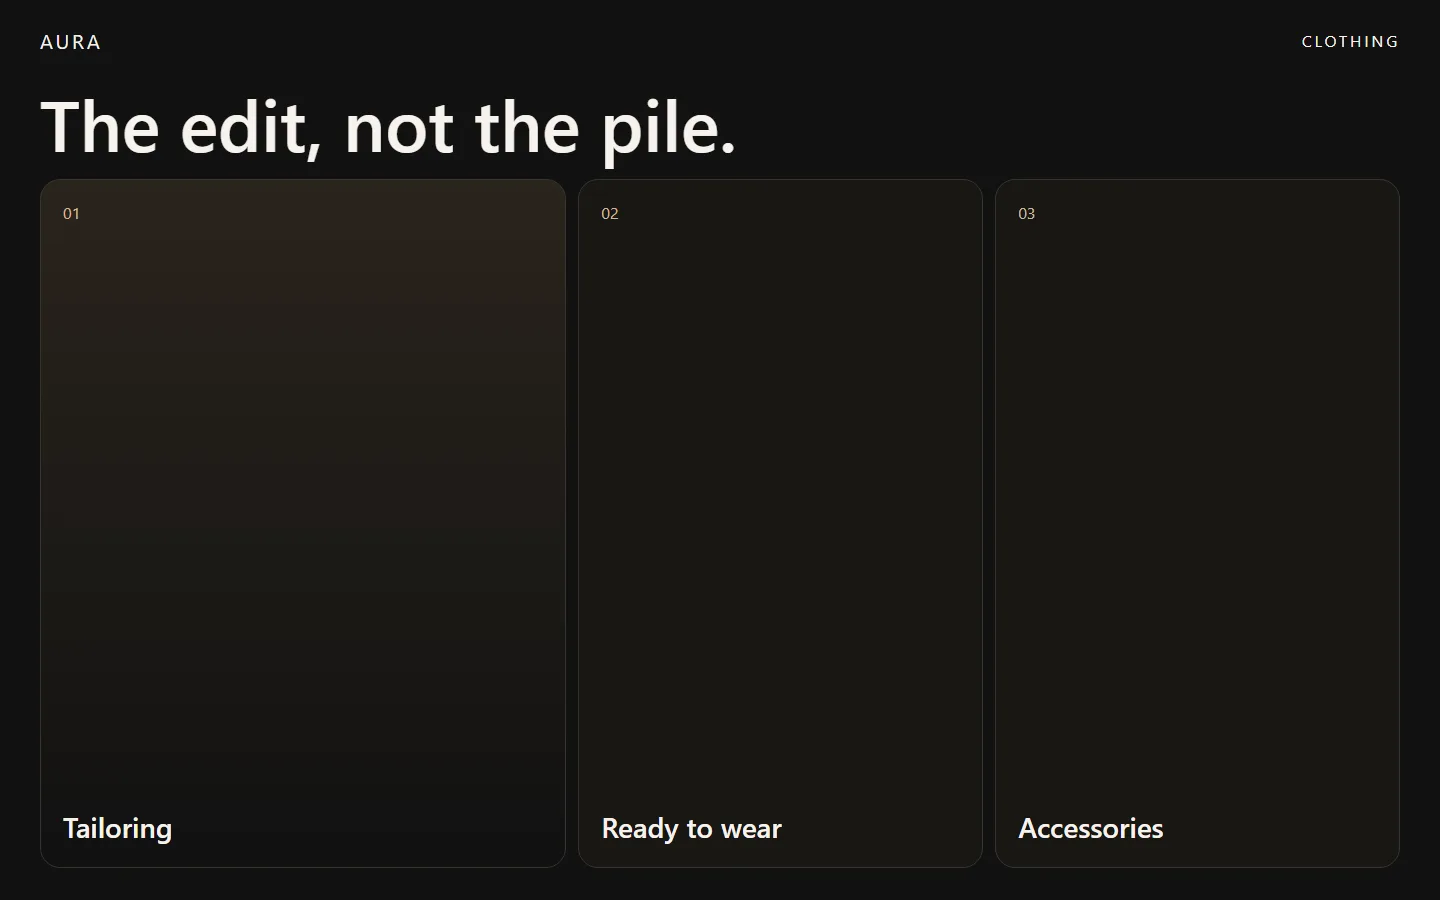 AURA
CLOTHING
The edit, not the pile.
01
02
03
Tailoring
Ready to wear
Accessories